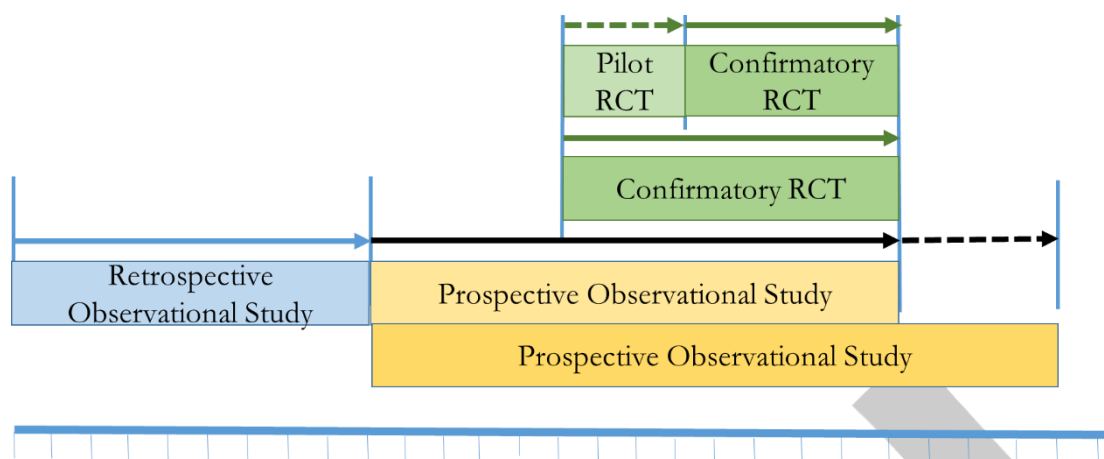 Pilot
RCT
Confirmatory
RCT
Confirmatory RCT
Retrospective
Observational Study
Prospective Observational Study
Prospective Observational Study